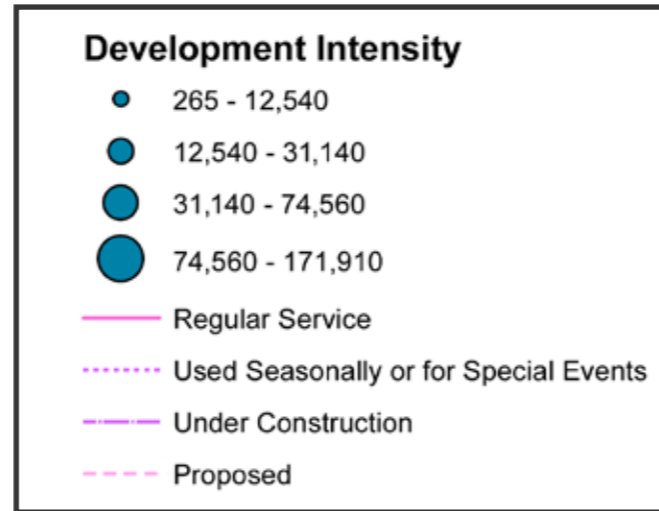 Development Intensity
265 - 12,540
12,540 - 31,140
31,140 - 74,560
74,560 - 171,910
Regular Service
Used Seasonally or for Special Events
Under Construction
Proposed